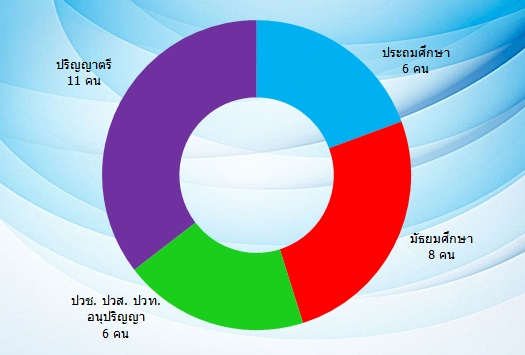 ปริญญาตรี
11 คน
ประถมศึกษา
6 คน
มัธยมศึกษา
8 คน
ปวช. ปวส. ปวท.
อนุปริญญา
6 คน